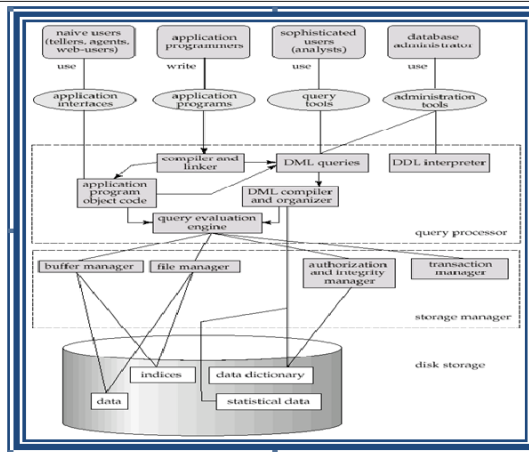 naive users
(tellers, agents,
web-users)
application
programmers
sophisticated
users
(analysts)
database
administrator
use
write
use
use
application
interfaces
application
programs
query
tools
administration
tools
compiler and
linker
DML queries
DDL interpreter
application
program
object code
DML compiler
and organizer
query evaluation
engine
query processor
buffer manager
file manager
authorization
and integrity
manager
transaction
manager
storage manager
disk storage
indices
data dictionary
data
statistical data